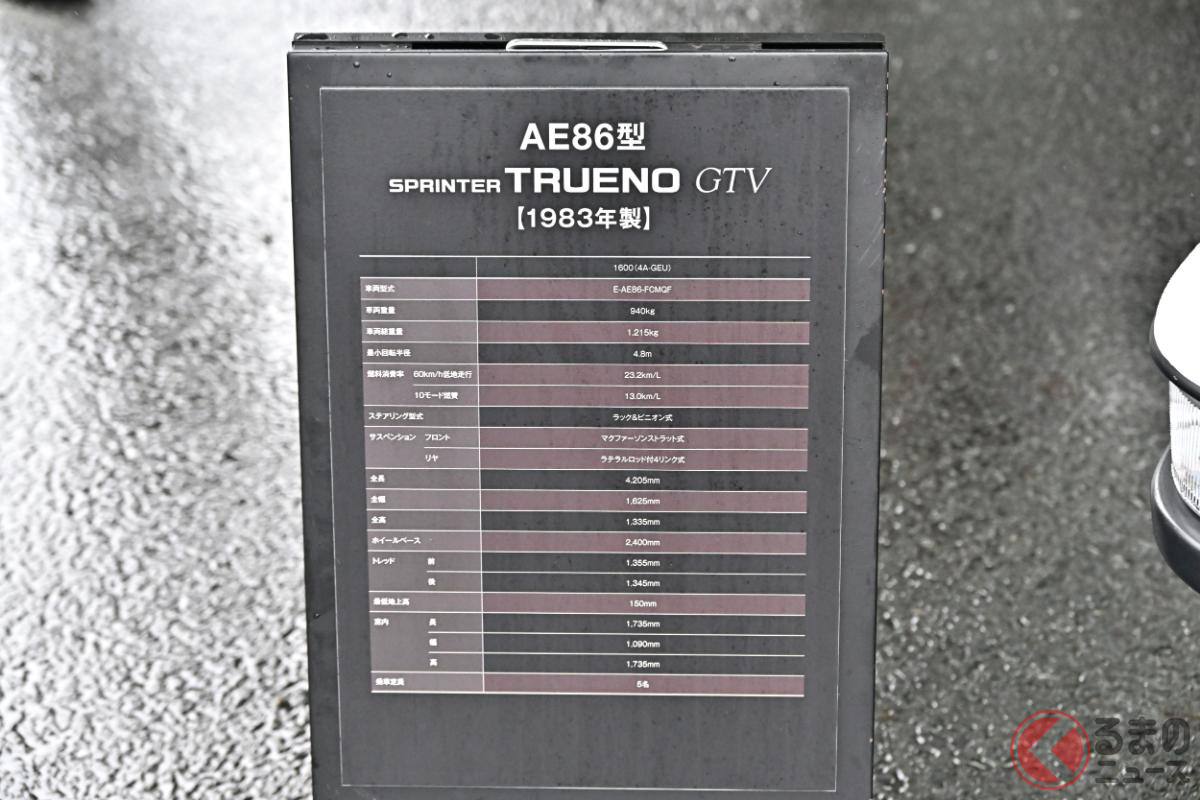 AE86型
SPRINTER TRUENO GTV
【1983年製】
1600(4A-GEU)
車両型式 E-AE86-FCMQF
車両重量 940kg
車両総重量 1,215kg
最小回転半径 4.8m
燃料消費率 60km/h低地走行 23.2km/L
10モード燃費 13.0km/L
ステアリング型式 ラック&ピニオン式
サスペンション フロント マクファーソンストラット式
リヤ ラテラルロッド付4リンク式
全長 4,205mm
全幅 1,625mm
全高 1,335mm
ホイールベース 2,400mm
トレッド 前 1,355mm
後 1,345mm
最低地上高 150mm
室内 長 1,735mm
幅 1,090mm
高 1,735mm
乗車定員 5名
くるまの
ニュース